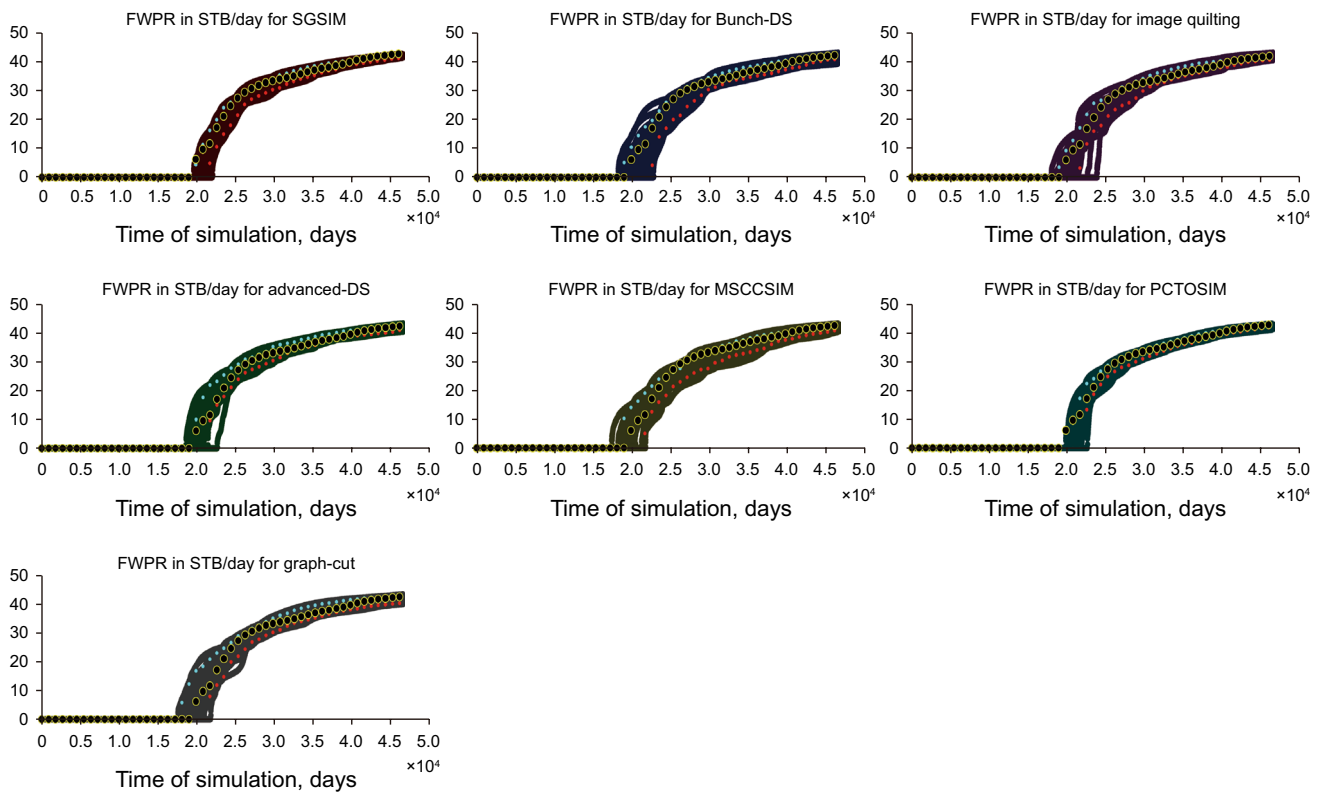 FWPR in STB/day for SGSIM
50
40
30
20
10
0
0 0.5 1.0 1.5 2.0 2.5 3.0 3.5 4.0 4.5 5.0
×10⁴
Time of simulation, days
FWPR in STB/day for Bunch-DS
50
40
30
20
10
0
0 0.5 1.0 1.5 2.0 2.5 3.0 3.5 4.0 4.5 5.0
×10⁴
Time of simulation, days
FWPR in STB/day for image quilting
50
40
30
20
10
0
0 0.5 1.0 1.5 2.0 2.5 3.0 3.5 4.0 4.5 5.0
×10⁴
Time of simulation, days
FWPR in STB/day for advanced-DS
50
40
30
20
10
0
0 0.5 1.0 1.5 2.0 2.5 3.0 3.5 4.0 4.5 5.0
×10⁴
Time of simulation, days
FWPR in STB/day for MSCCSIM
50
40
30
20
10
0
0 0.5 1.0 1.5 2.0 2.5 3.0 3.5 4.0 4.5 5.0
×10⁴
Time of simulation, days
FWPR in STB/day for PCTOSIM
50
40
30
20
10
0
0 0.5 1.0 1.5 2.0 2.5 3.0 3.5 4.0 4.5 5.0
×10⁴
Time of simulation, days
FWPR in STB/day for graph-cut
50
40
30
20
10
0
0 0.5 1.0 1.5 2.0 2.5 3.0 3.5 4.0 4.5 5.0
×10⁴
Time of simulation, days